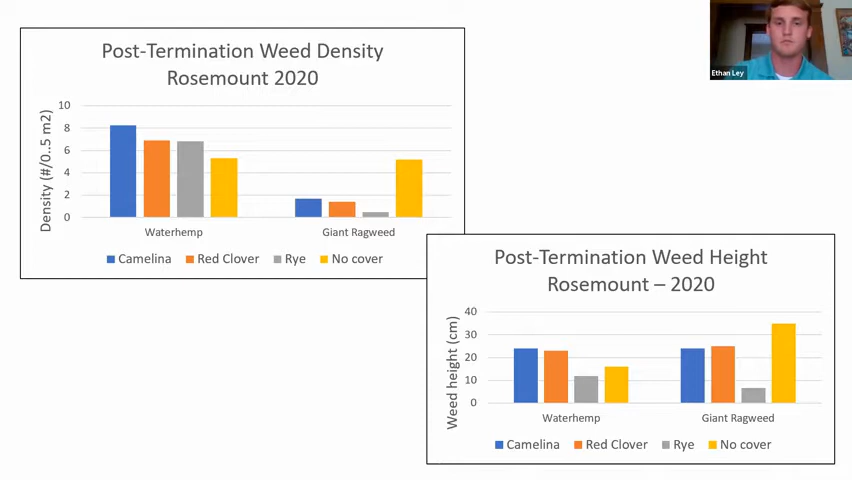 Post-Termination Weed Density
Rosemount 2020
Density (#/0..5 m2)
10
8
6
4
2
0
Waterhemp
Giant Ragweed
Camelina Red Clover Rye No cover
Ethan Ley
Post-Termination Weed Height
Rosemount – 2020
Weed height (cm)
40
30
20
10
0
Waterhemp
Giant Ragweed
Camelina Red Clover Rye No cover